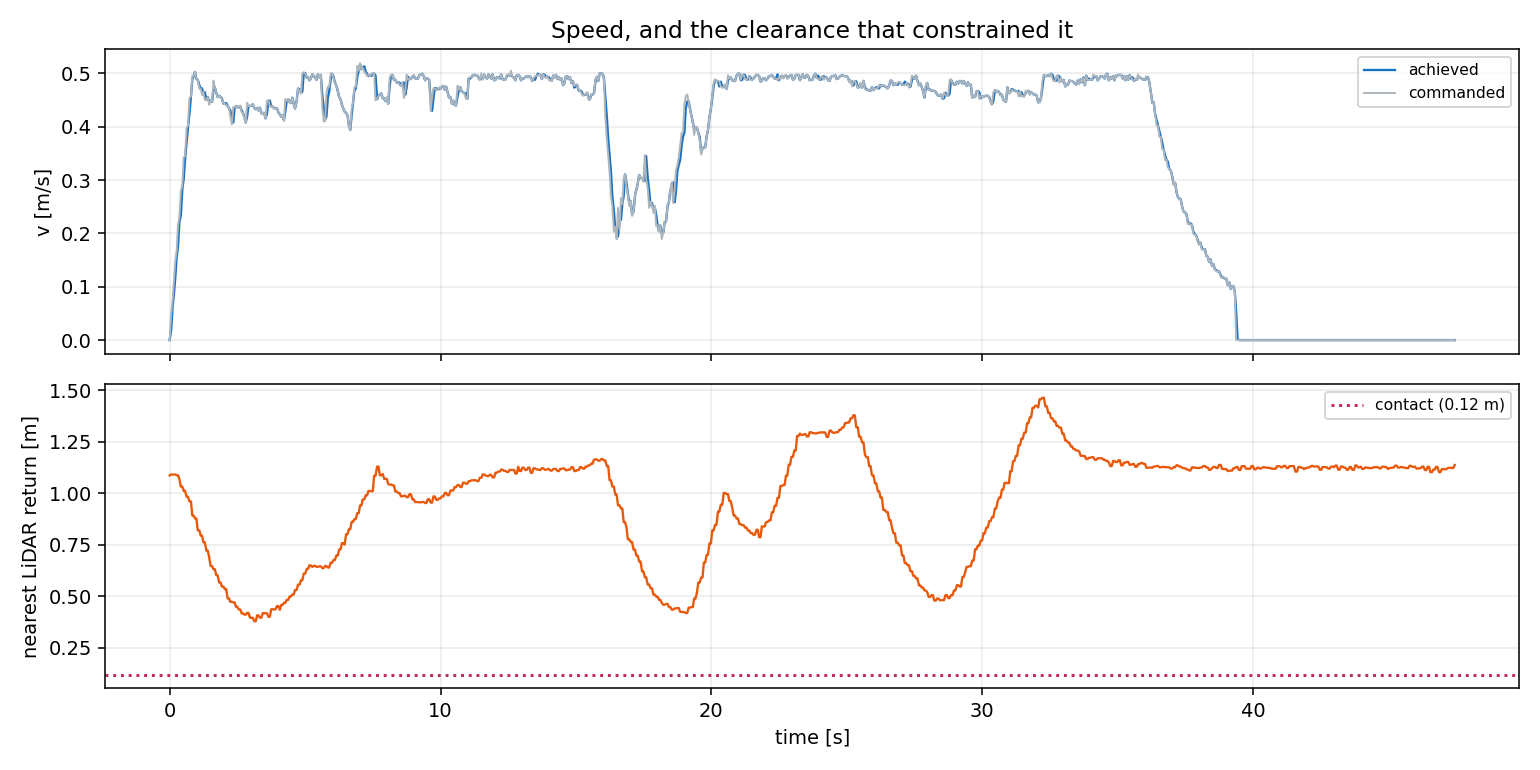 Speed, and the clearance that constrained it
v [m/s]
0.5
0.4
0.3
0.2
0.1
0.0
achieved
commanded
nearest LiDAR return [m]
1.50
1.25
1.00
0.75
0.50
0.25
contact (0.12 m)
0
10
20
30
40
time [s]